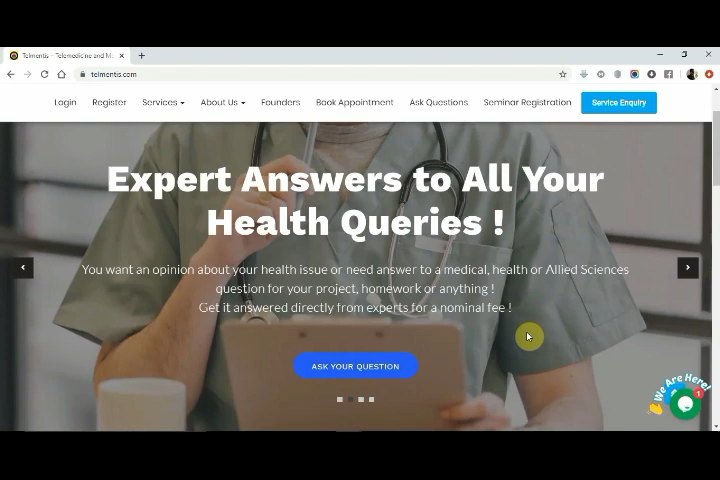 Telmentis – Telemedicine and M
telmentis.com
Login Register Services About Us Founders Book Appointment Ask Questions Seminar Registration Service Enquiry
Expert Answers to All Your
Health Queries !
You want an opinion about your health issue or need answer to a medical, health or Allied Sciences
question for your project, homework or anything !
Get it answered directly from experts for a nominal fee !
ASK YOUR QUESTION
We Are Here!
1